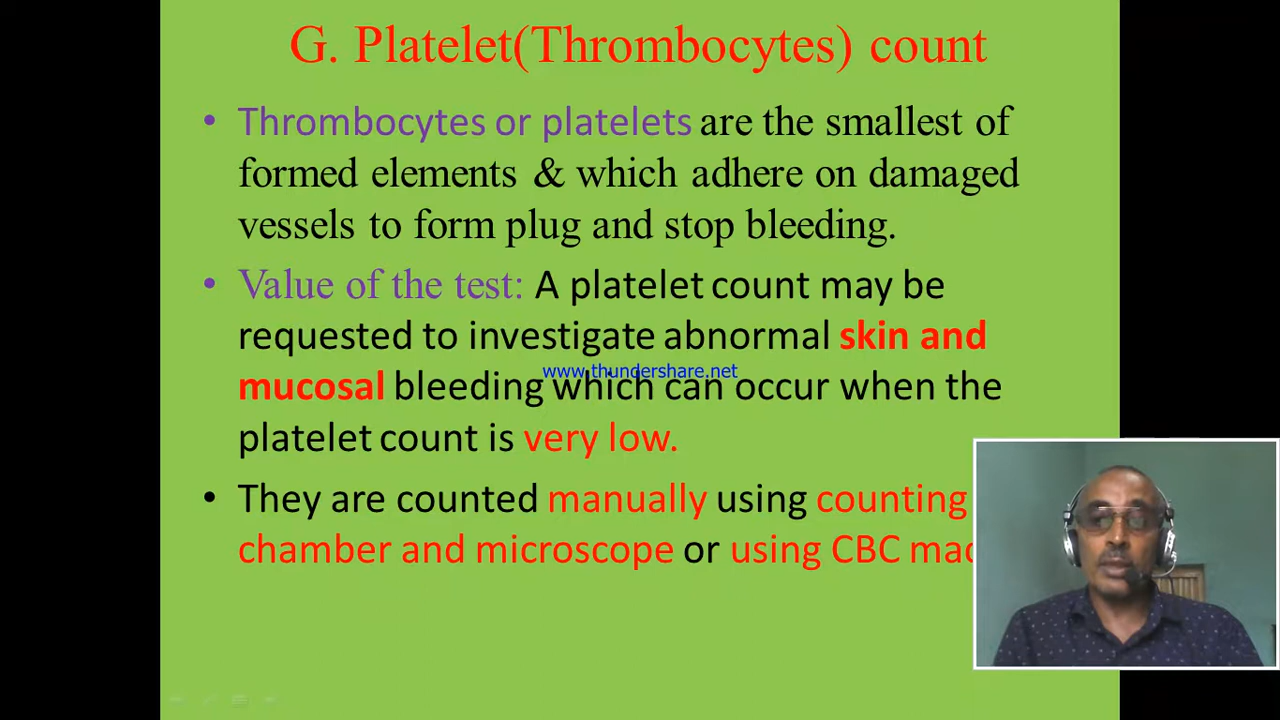 G. Platelet(Thrombocytes) count
• Thrombocytes or platelets are the smallest of
formed elements & which adhere on damaged
vessels to form plug and stop bleeding.
• Value of the test: A platelet count may be
requested to investigate abnormal skin and
www.thundershare.net
mucosal bleeding which can occur when the
platelet count is very low.
• They are counted manually using counting
chamber and microscope or using CBC